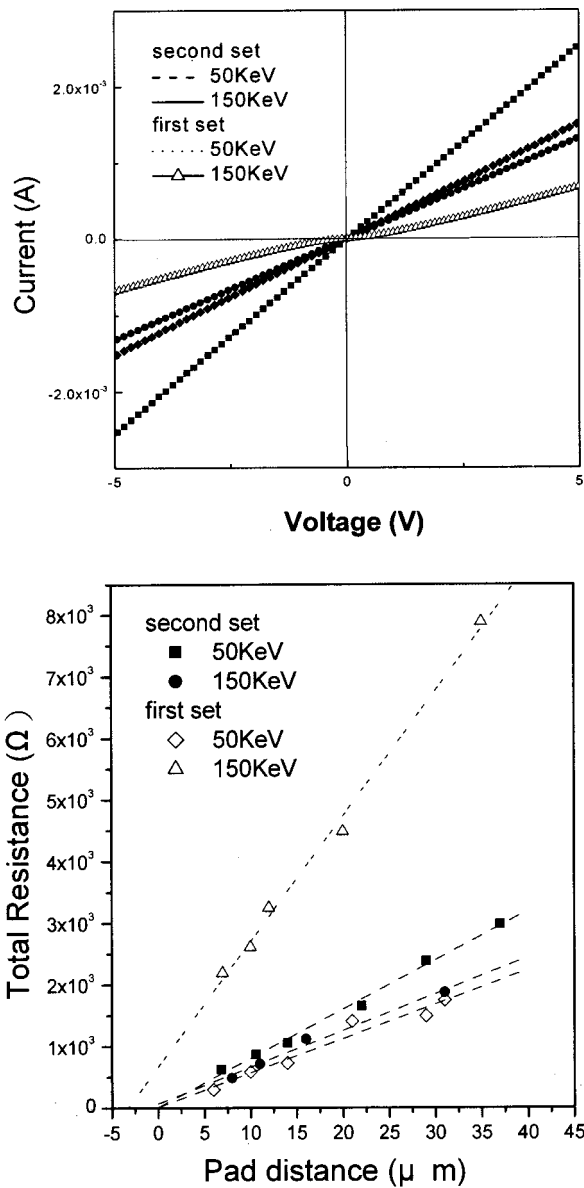 second set
50KeV
150KeV
first set
50KeV
150KeV
2.0x10⁻³
0.0
-2.0x10⁻³
Current (A)
-5
0
5
Voltage (V)
second set
50KeV
150KeV
first set
50KeV
150KeV
8x10³
7x10³
6x10³
5x10³
4x10³
3x10³
2x10³
1x10³
0
Total Resistance (Ω)
-5 0 5 10 15 20 25 30 35 40 45
Pad distance (μ m)